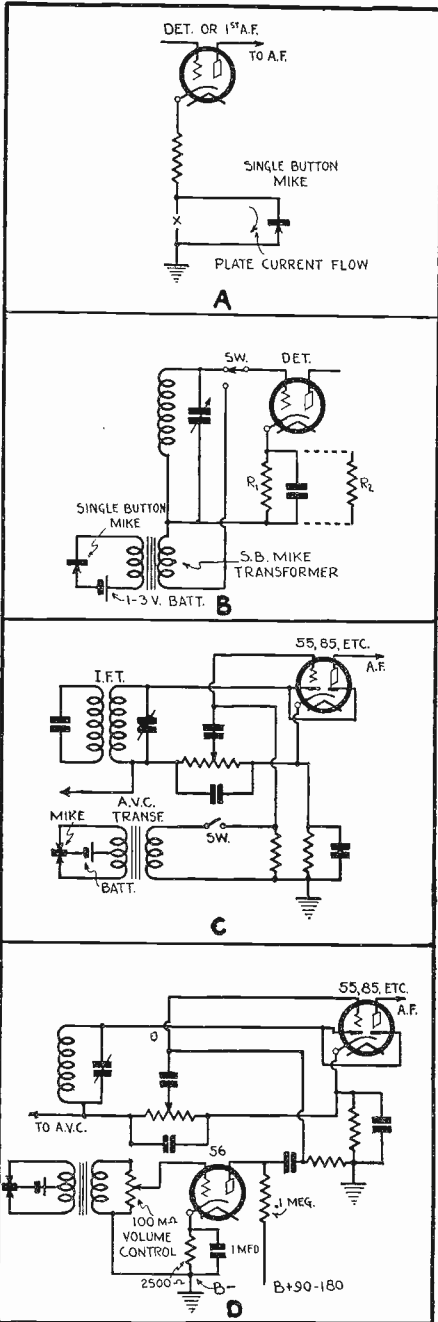 DET. OR 1ST A.F.
TO A.F.
SINGLE BUTTON
MIKE
X
PLATE CURRENT FLOW
A
SW.
DET.
R1
R2
SINGLE BUTTON
MIKE
S.B. MIKE
TRANSFORMER
1-3 V. BATT.
B
55, 85, ETC.
A.F.
I.F.T.
A.V.C.
TRANSF.
MIKE
SW.
BATT.
C
55, 85, ETC.
A.F.
TO A.V.C.
56
100 MΩ
VOLUME
CONTROL
.1 MEG.
1 MFD
2500 Ω
B-
B+90-180
D